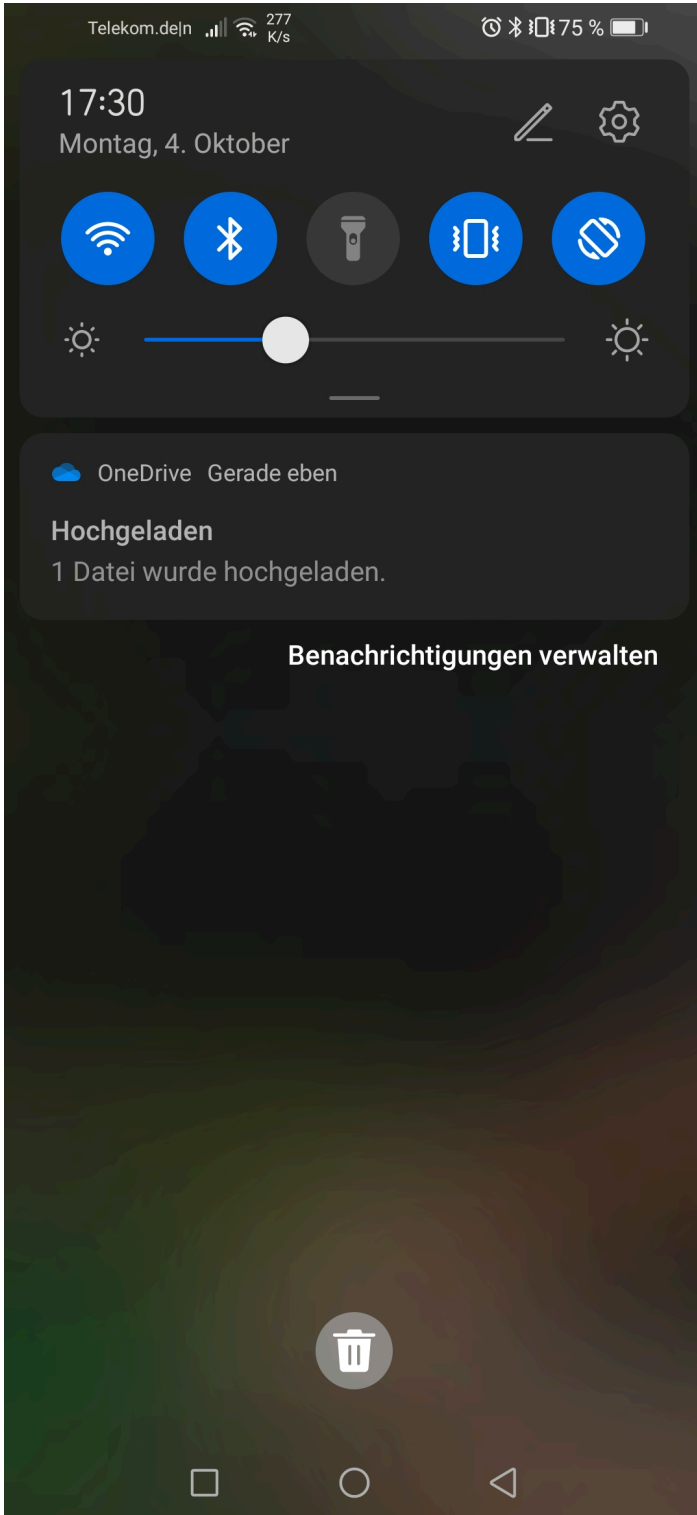 Telekom.de|n 277 K/s 75 %
17:30
Montag, 4. Oktober
OneDrive Gerade eben
Hochgeladen
1 Datei wurde hochgeladen.
Benachrichtigungen verwalten